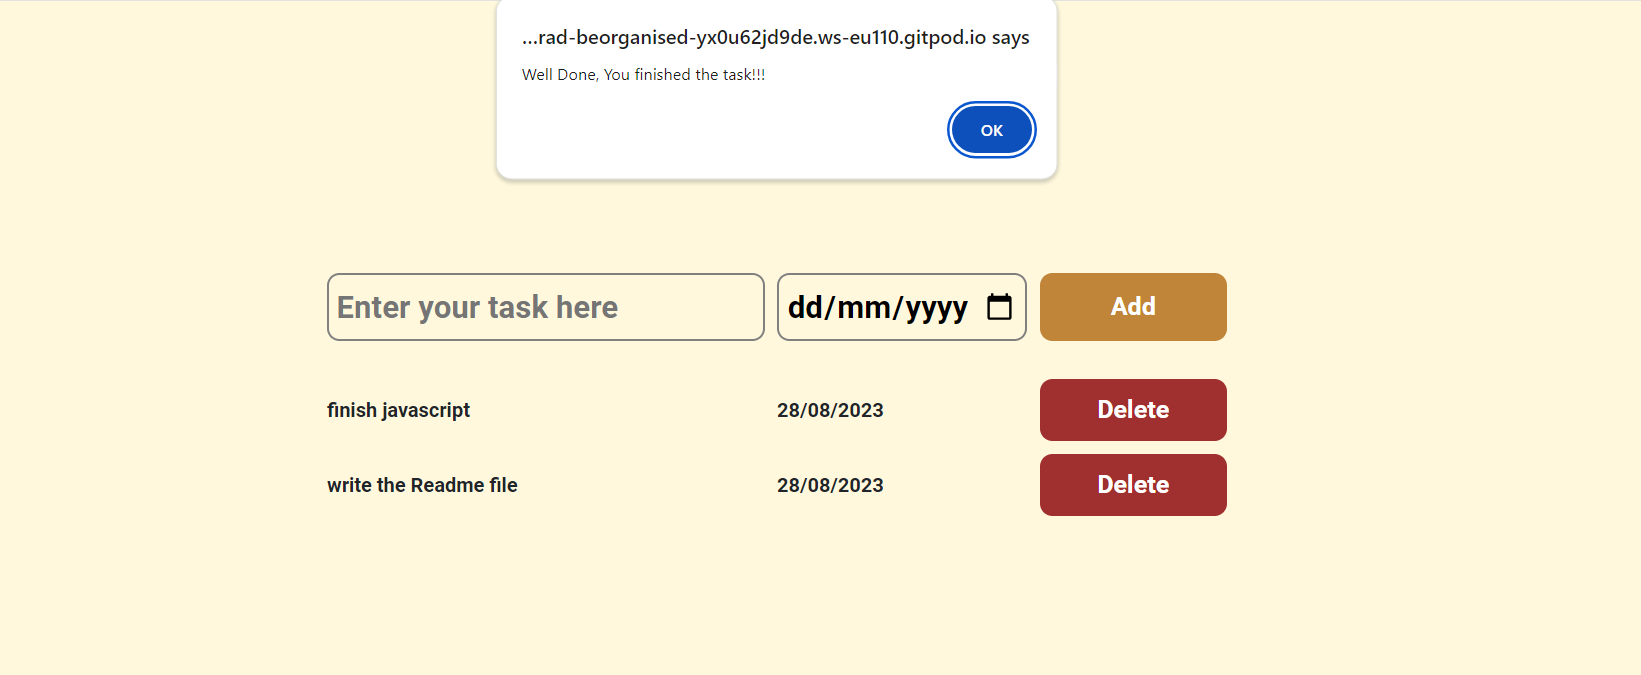 ...rad-beorganised-yx0u62jd9de.ws-eu110.gitpod.io says
Well Done, You finished the task!!!
OK
Enter your task here dd/mm/yyyy Add
finish javascript 28/08/2023 Delete
write the Readme file 28/08/2023 Delete